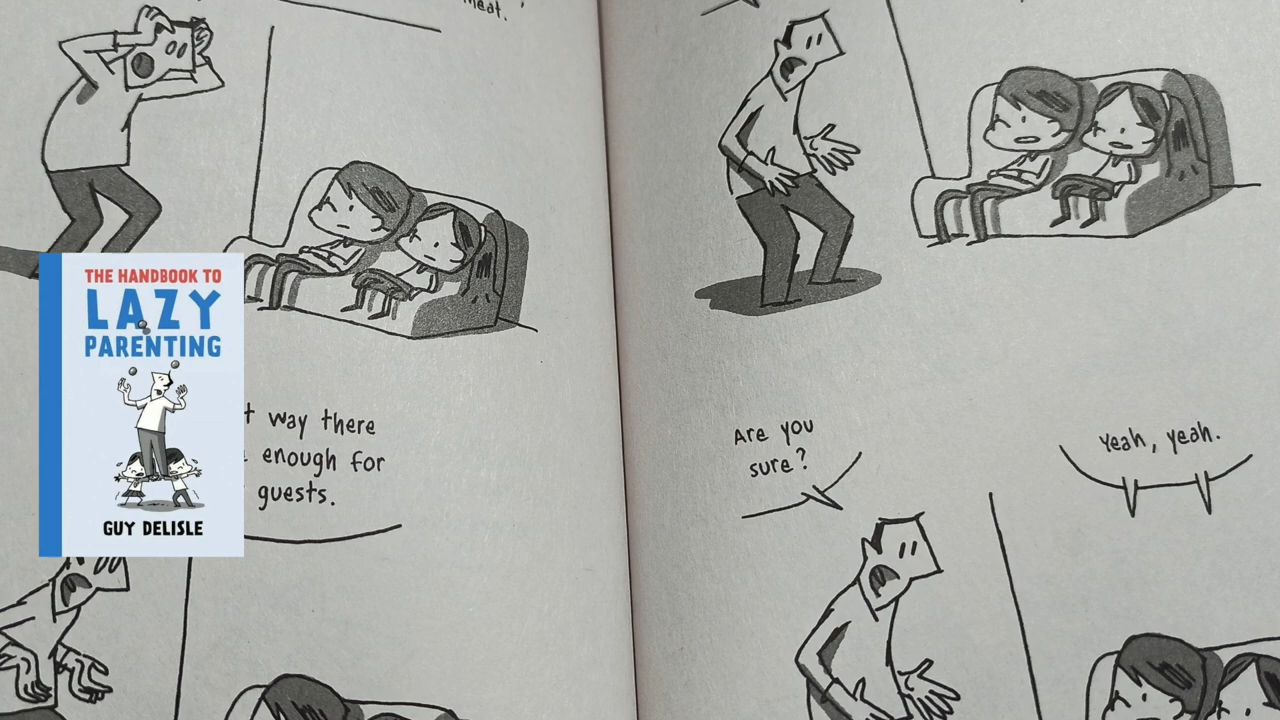 meat.
THE HANDBOOK TO
LAZY
PARENTING
GUY DELISLE
way there
enough for
guests.
Are you
sure?
Yeah, yeah.